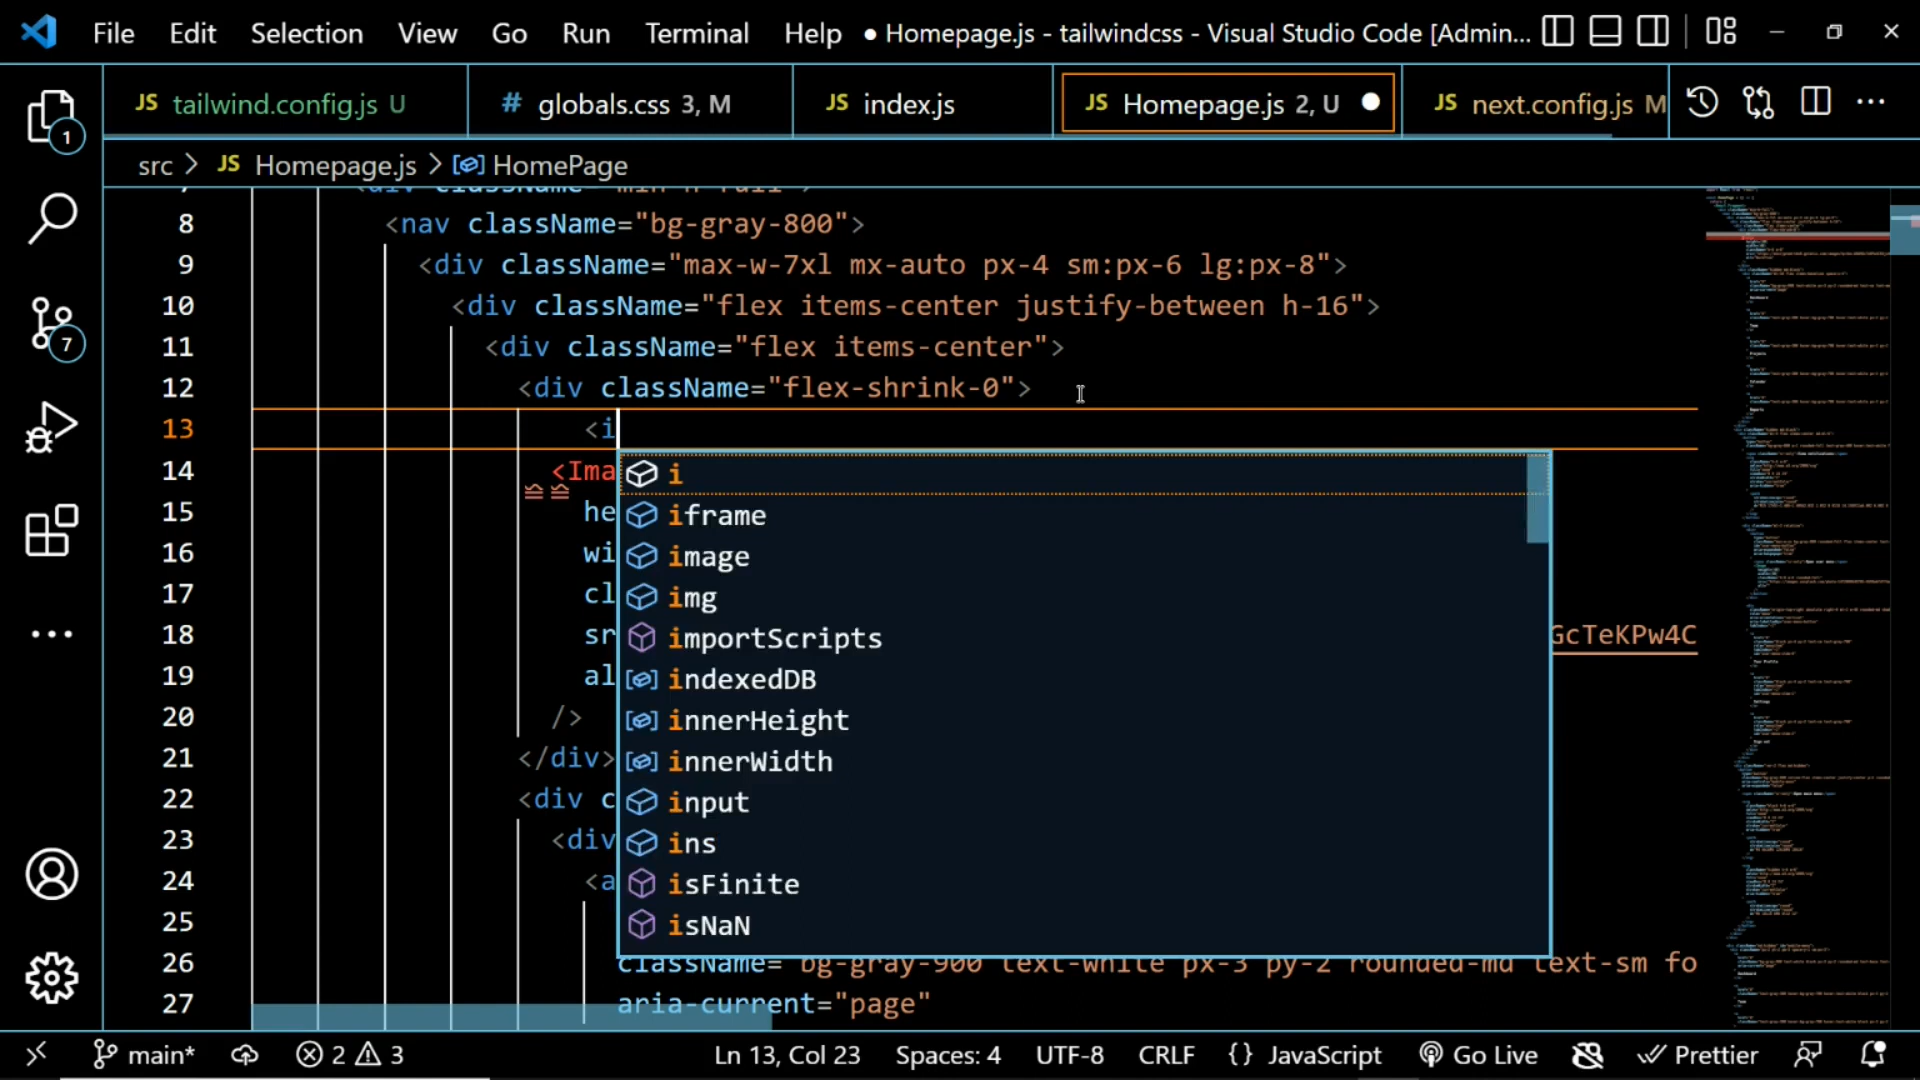 File Edit Selection View Go Run Terminal Help ● Homepage.js - tailwindcss - Visual Studio Code [Admin...
JS tailwind.config.js U # globals.css 3, M JS index.js JS Homepage.js 2, U JS next.config.js M
1
src > JS Homepage.js > HomePage
8 <nav className="bg-gray-800">
9 <div className="max-w-7xl mx-auto px-4 sm:px-6 lg:px-8">
10 <div className="flex items-center justify-between h-16">
11 <div className="flex items-center">
12 <div className="flex-shrink-0">
7
13 <i
14 <Ima
15 he
16 wi
17 cl
18 sr GcTeKPw4C
19 al
20 />
21 </div>
22 <div c
23 <div
24 <a
25
26 className="bg-gray-900 text-white px-3 py-2 rounded-md text-sm fo
27 aria-current="page"
i
iframe
image
img
importScripts
indexedDB
innerHeight
innerWidth
input
ins
isFinite
isNaN
main* 2 3 Ln 13, Col 23 Spaces: 4 UTF-8 CRLF {} JavaScript Go Live Prettier